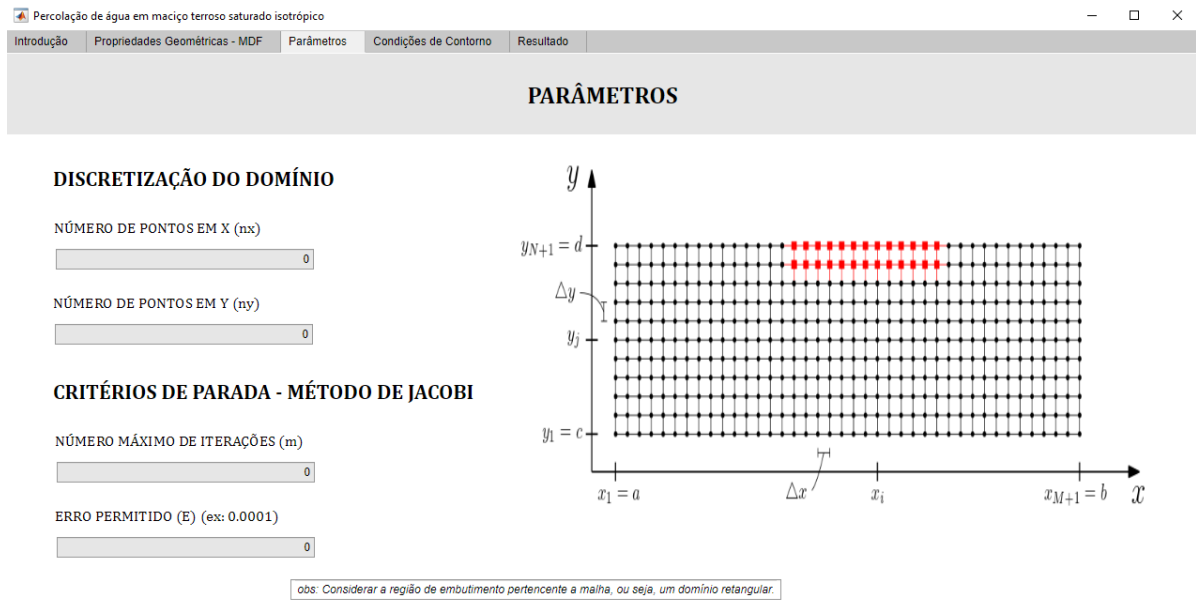 Percolação de água em maciço terroso saturado isotrópico
Introdução Propriedades Geométricas - MDF Parâmetros Condições de Contorno Resultado
PARÂMETROS
DISCRETIZAÇÃO DO DOMÍNIO
NÚMERO DE PONTOS EM X (nx)
0
NÚMERO DE PONTOS EM Y (ny)
0
CRITÉRIOS DE PARADA - MÉTODO DE JACOBI
NÚMERO MÁXIMO DE ITERAÇÕES (m)
0
ERRO PERMITIDO (E) (ex: 0.0001)
0
y
y_{N+1} = d
△y
y_j
y_1 = c
x_1 = a
△x
x_i
x_{M+1} = b
x
obs: Considerar a região de embutimento pertencente a malha, ou seja, um domínio retangular.